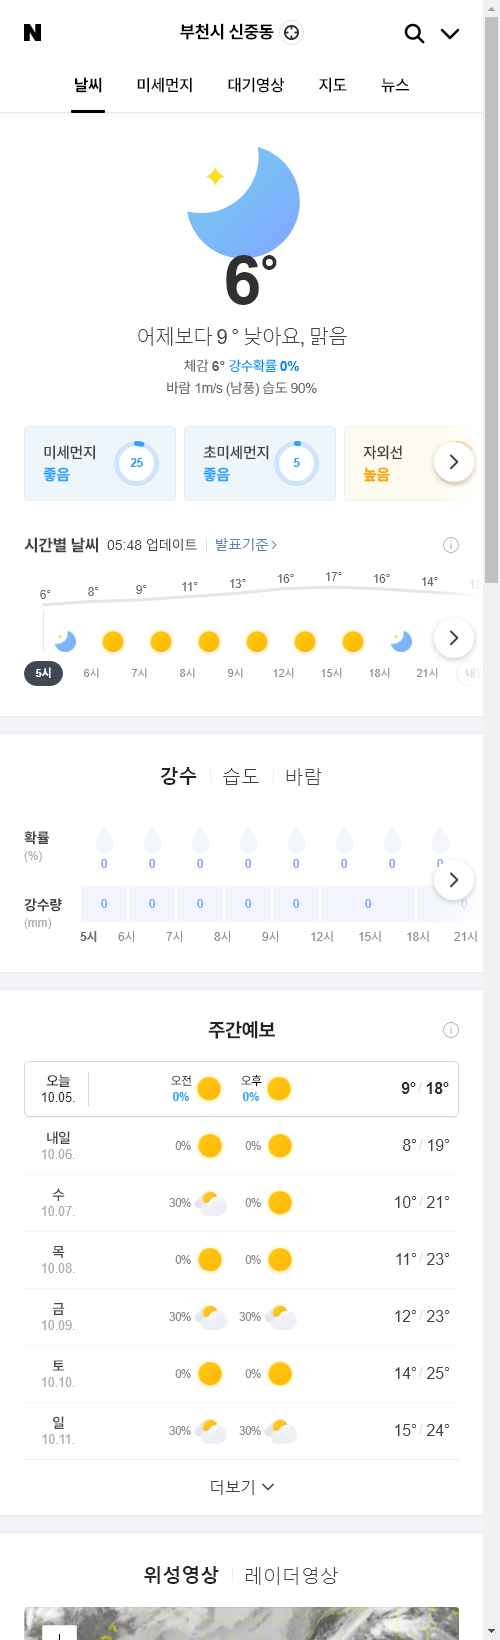 N 부천시 신중동
날씨 미세먼지 대기영상 지도 뉴스
6°
어제보다 9 ° 낮아요, 맑음
체감 6° 강수확률 0%
바람 1m/s (남풍) 습도 90%
미세먼지 좋음 25 초미세먼지 좋음 5 자외선 높음
시간별 날씨 05:48 업데이트 발표기준
6° 8° 9° 11° 13° 16° 17° 16° 14° 12
5시 6시 7시 8시 9시 12시 15시 18시 21시
강수 습도 바람
확률
(%)
0 0 0 0 0 0 0 0
강수량 0 0 0 0 0 0 0
(mm)
5시 6시 7시 8시 9시 12시 15시 18시 21시
주간예보
오늘 10.05. 오전 0% 오후 0% 9° / 18°
내일 10.06. 0% 0% 8° / 19°
수 10.07. 30% 0% 10° / 21°
목 10.08. 0% 0% 11° / 23°
금 10.09. 30% 30% 12° / 23°
토 10.10. 0% 0% 14° / 25°
일 10.11. 30% 30% 15° / 24°
더보기
위성영상 레이더영상